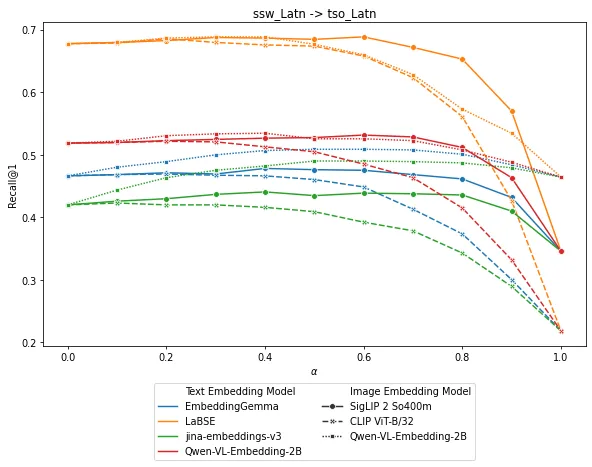 ssw_Latn -> tso_Latn
0.7
0.6
0.5
0.4
0.3
0.2
Recall@1
0.0 0.2 0.4 0.6 0.8 1.0
α
Text Embedding Model Image Embedding Model
EmbeddingGemma SigLIP 2 So400m
LaBSE CLIP ViT-B/32
jina-embeddings-v3 Qwen-VL-Embedding-2B
Qwen-VL-Embedding-2B